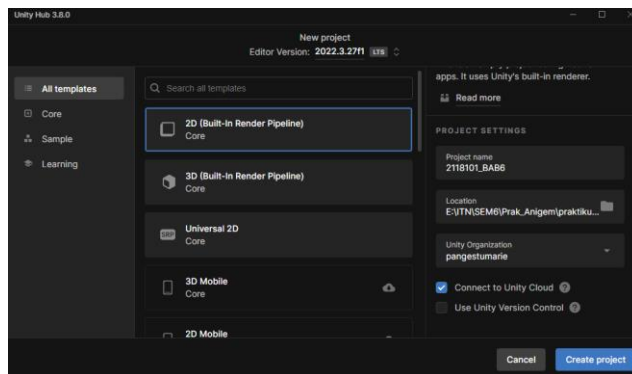 Unity Hub 3.8.0
New project
Editor Version: 2022.3.27f1 LTS
All templates
Core
Sample
Learning
Search all templates
2D (Built-In Render Pipeline)
Core
3D (Built-In Render Pipeline)
Core
SRP
Universal 2D
Core
3D Mobile
Core
2D Mobile
apps. It uses Unity's built-in renderer.
Read more
PROJECT SETTINGS
Project name
2118101_BAB6
Location
E:\ITN\SEM6\Prak_Anigem\praktiku...
Unity Organization
pangestumarie
Connect to Unity Cloud ?
Use Unity Version Control ?
Cancel
Create project